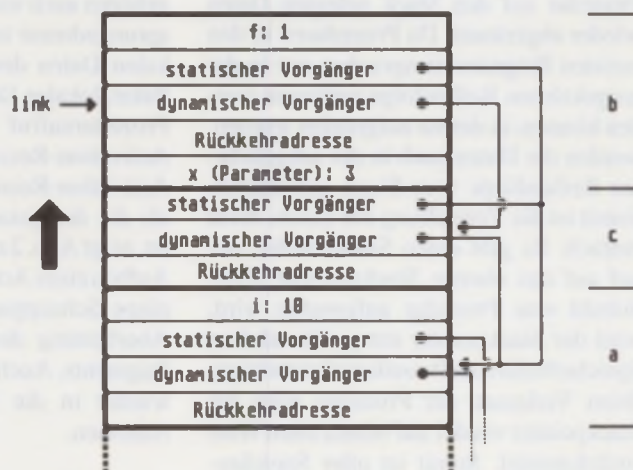 f: 1
statischer Vorgänger
link
dynamischer Vorgänger
b
Rückkehradresse
x (Parameter): 3
statischer Vorgänger
dynamischer Vorgänger
c
Rückkehradresse
i: 10
statischer Vorgänger
a
dynamischer Vorgänger
Rückkehradresse